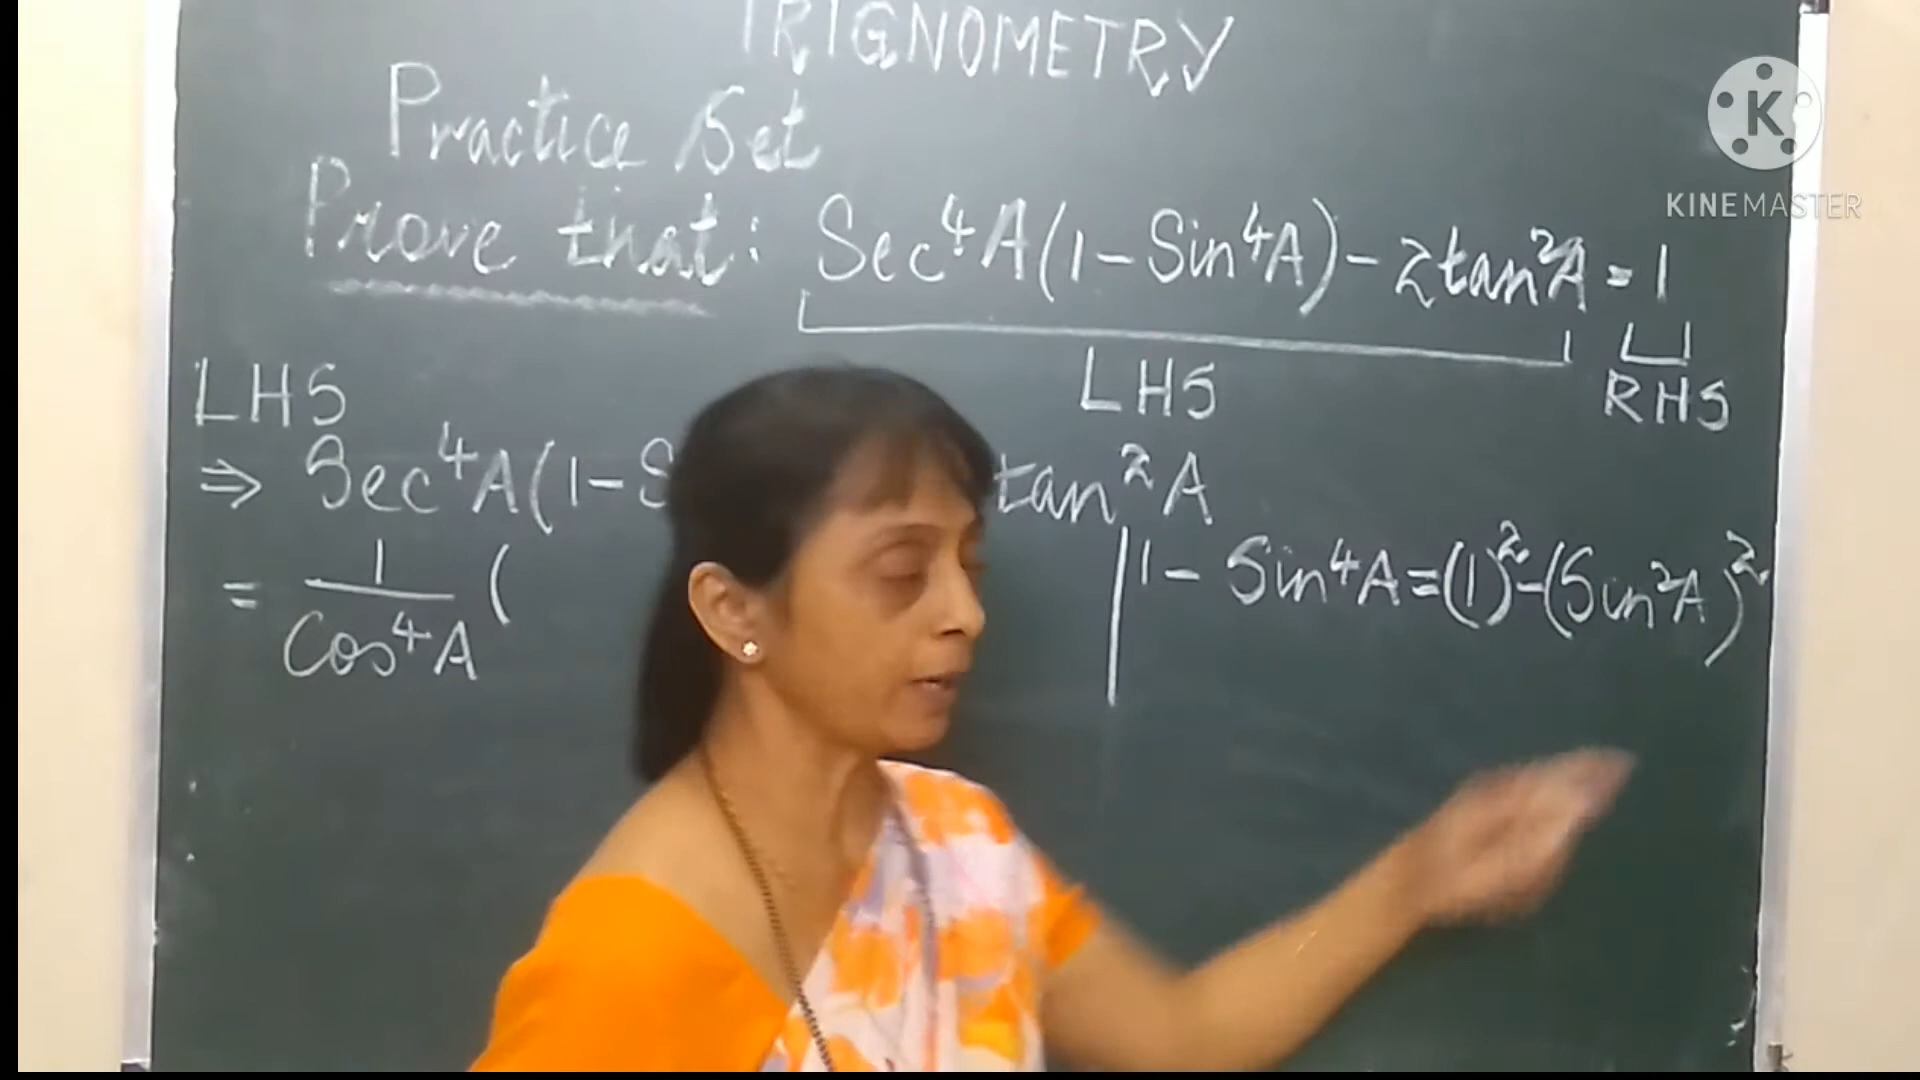 TRIGNOMETRY
K
KINEMASTER
Practice Set
Prove that: Sec⁴A(1-Sin⁴A)-2tan²A=1
LHS RHS
LHS
⇒ Sec⁴A(1-S tan²A
= 1/Cos⁴A ( | 1- Sin⁴A=(1)²-(Sin²A)²